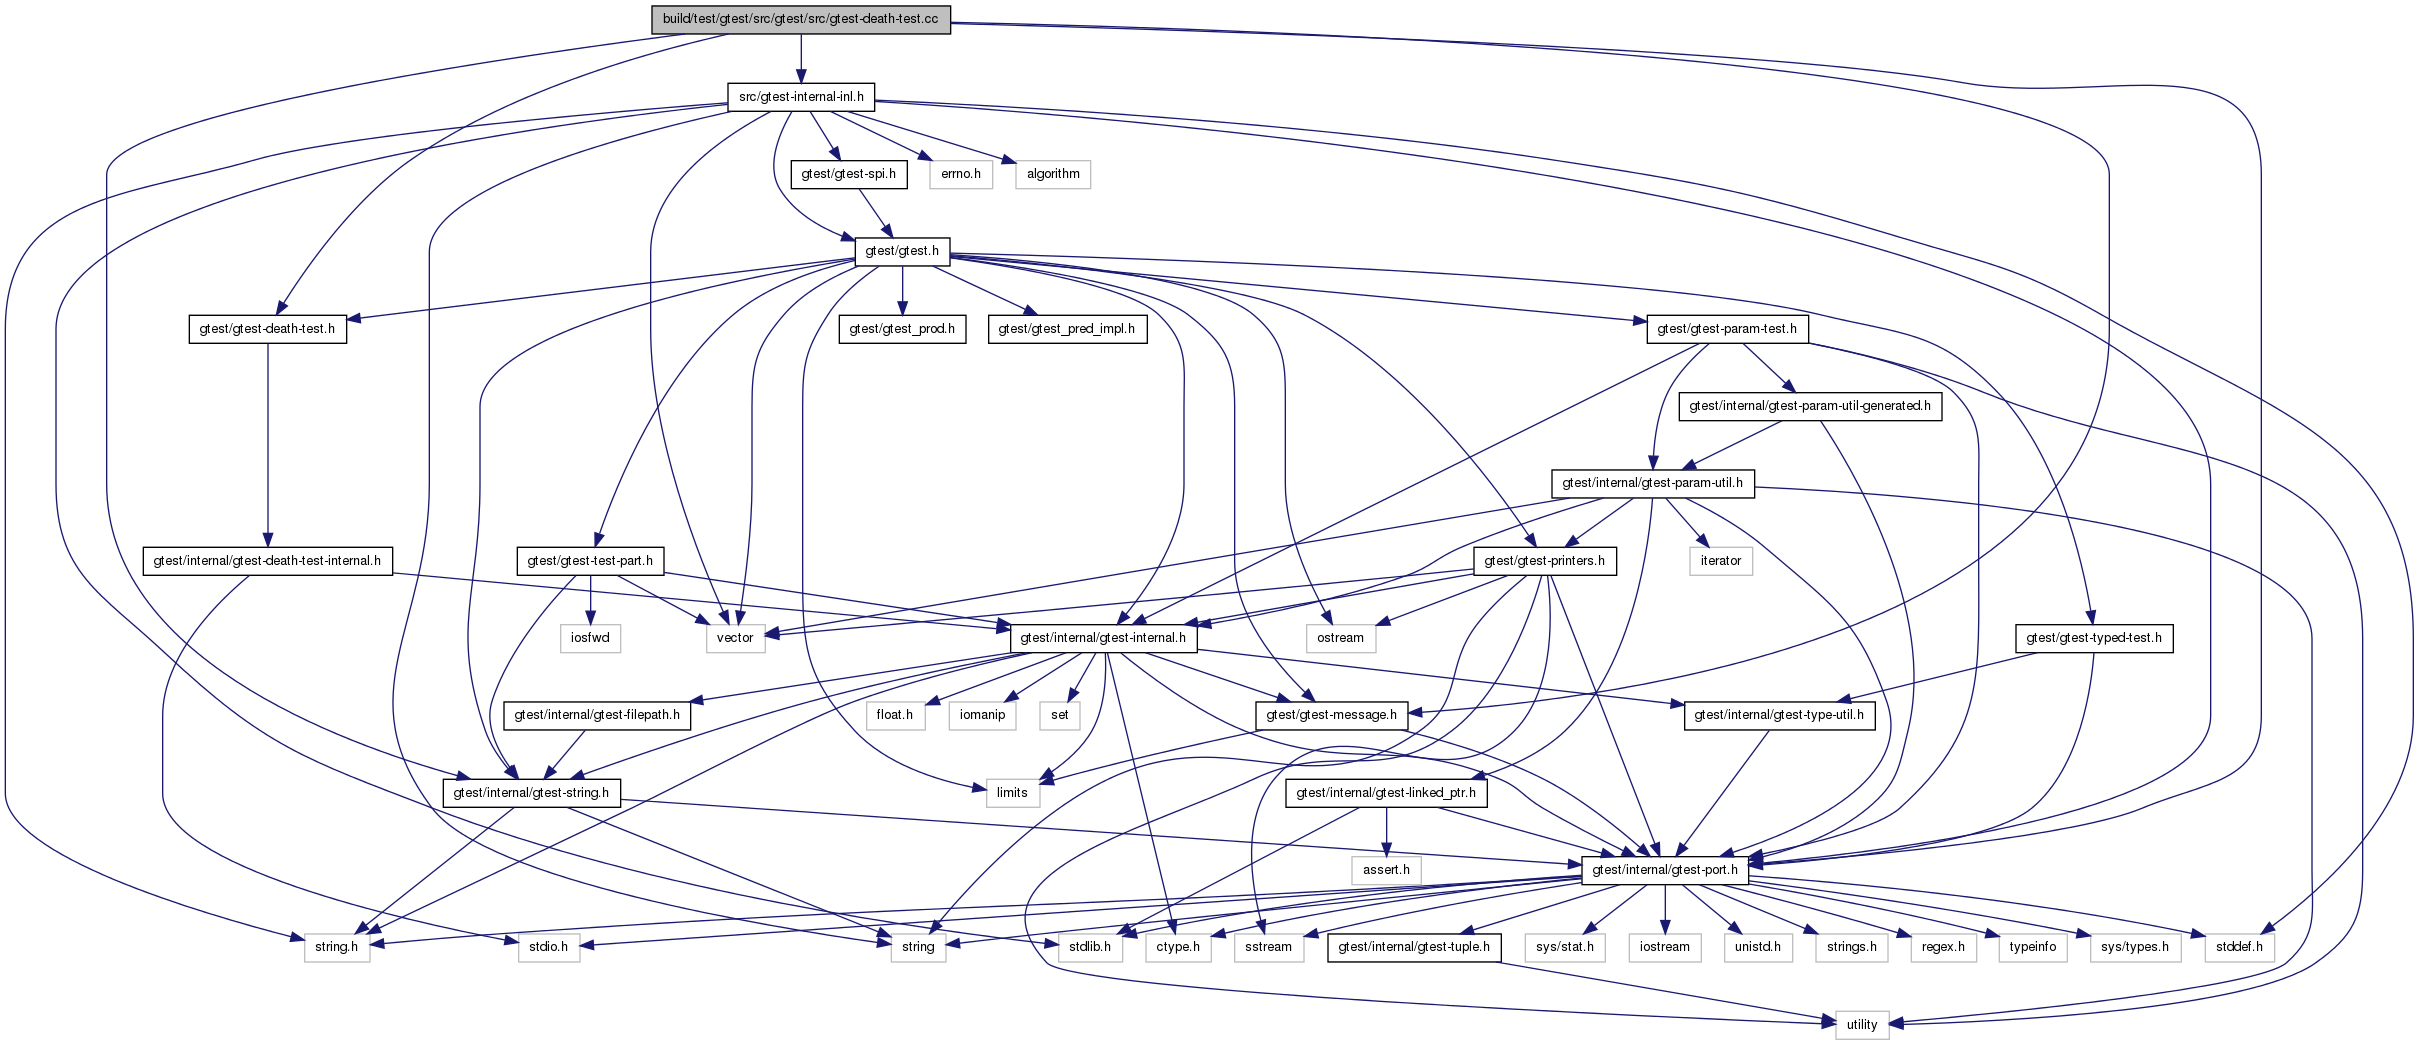 build/test/gtest/src/gtest/src/gtest-death-test.cc
src/gtest-internal-inl.h
gtest/gtest-spi.h
errno.h
algorithm
gtest/gtest.h
gtest/gtest-death-test.h
gtest/gtest_prod.h
gtest/gtest_pred_impl.h
gtest/gtest-param-test.h
gtest/internal/gtest-param-util-generated.h
gtest/internal/gtest-param-util.h
gtest/internal/gtest-death-test-internal.h
gtest/gtest-test-part.h
gtest/gtest-printers.h
iterator
iosfwd
vector
gtest/internal/gtest-internal.h
ostream
gtest/gtest-typed-test.h
gtest/internal/gtest-filepath.h
float.h
iomanip
set
gtest/gtest-message.h
gtest/internal/gtest-type-util.h
gtest/internal/gtest-string.h
limits
gtest/internal/gtest-linked_ptr.h
assert.h
gtest/internal/gtest-port.h
string.h
stdio.h
string
stdlib.h
ctype.h
sstream
gtest/internal/gtest-tuple.h
sys/stat.h
iostream
unistd.h
strings.h
regex.h
typeinfo
sys/types.h
stddef.h
utility